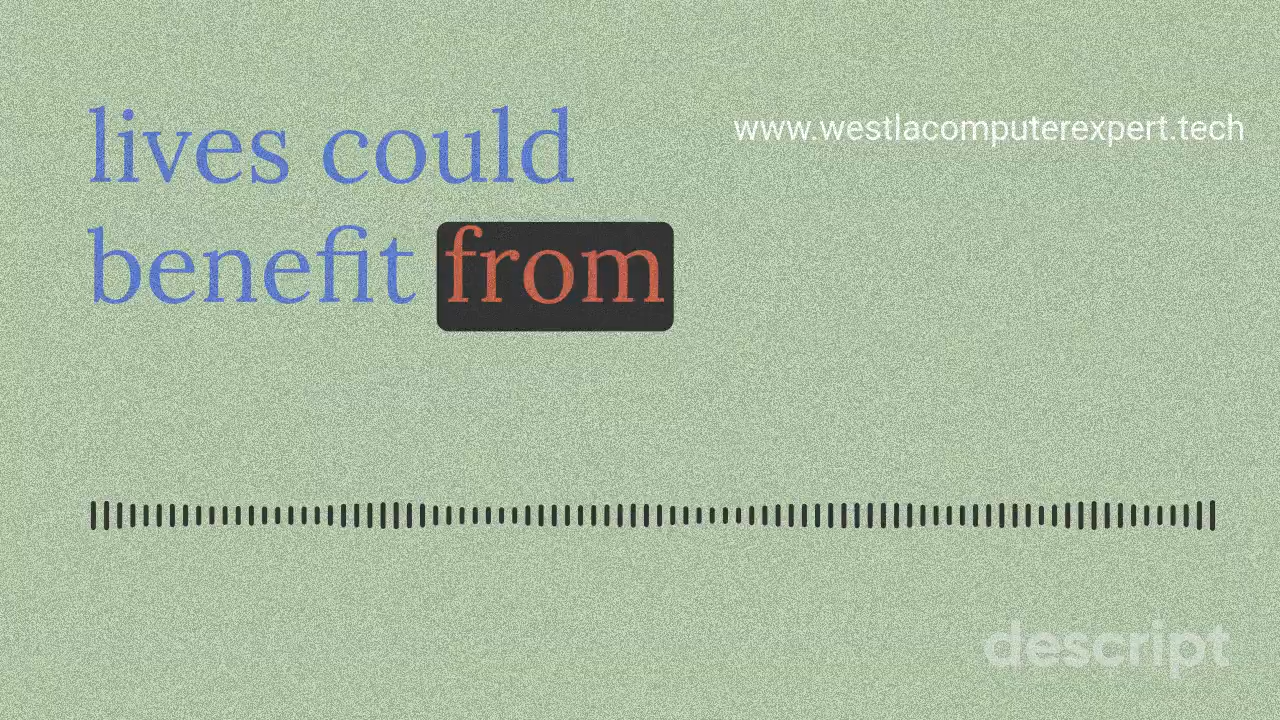 lives could
www.westlacomputerexpert.tech
benefit from
descript